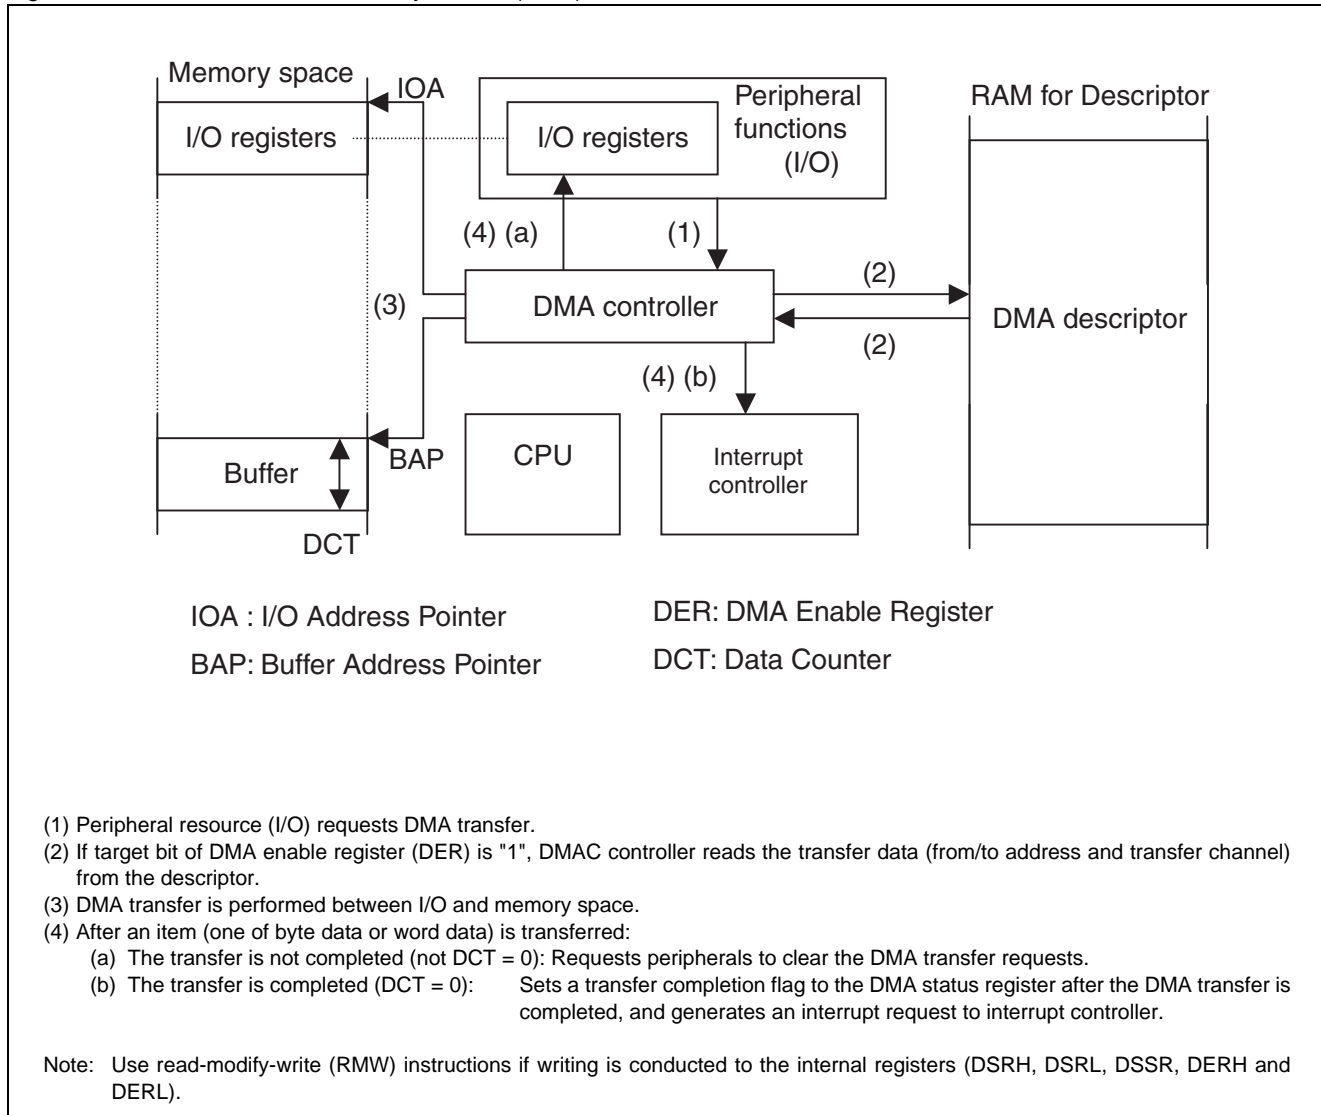 Memory space
IOA
I/O registers
I/O registers
Peripheral
functions
(I/O)
RAM for Descriptor
(4) (a)
(1)
(2)
(3)
DMA controller
DMA descriptor
(2)
(4) (b)
BAP
CPU
Interrupt
controller
Buffer
DCT
IOA : I/O Address Pointer
DER: DMA Enable Register
BAP: Buffer Address Pointer
DCT: Data Counter
(1) Peripheral resource (I/O) requests DMA transfer.
(2) If target bit of DMA enable register (DER) is "1", DMAC controller reads the transfer data (from/to address and transfer channel)
from the descriptor.
(3) DMA transfer is performed between I/O and memory space.
(4) After an item (one of byte data or word data) is transferred:
(a) The transfer is not completed (not DCT = 0): Requests peripherals to clear the DMA transfer requests.
(b) The transfer is completed (DCT = 0): Sets a transfer completion flag to the DMA status register after the DMA transfer is
completed, and generates an interrupt request to interrupt controller.
Note: Use read-modify-write (RMW) instructions if writing is conducted to the internal registers (DSRH, DSRL, DSSR, DERH and
DERL).